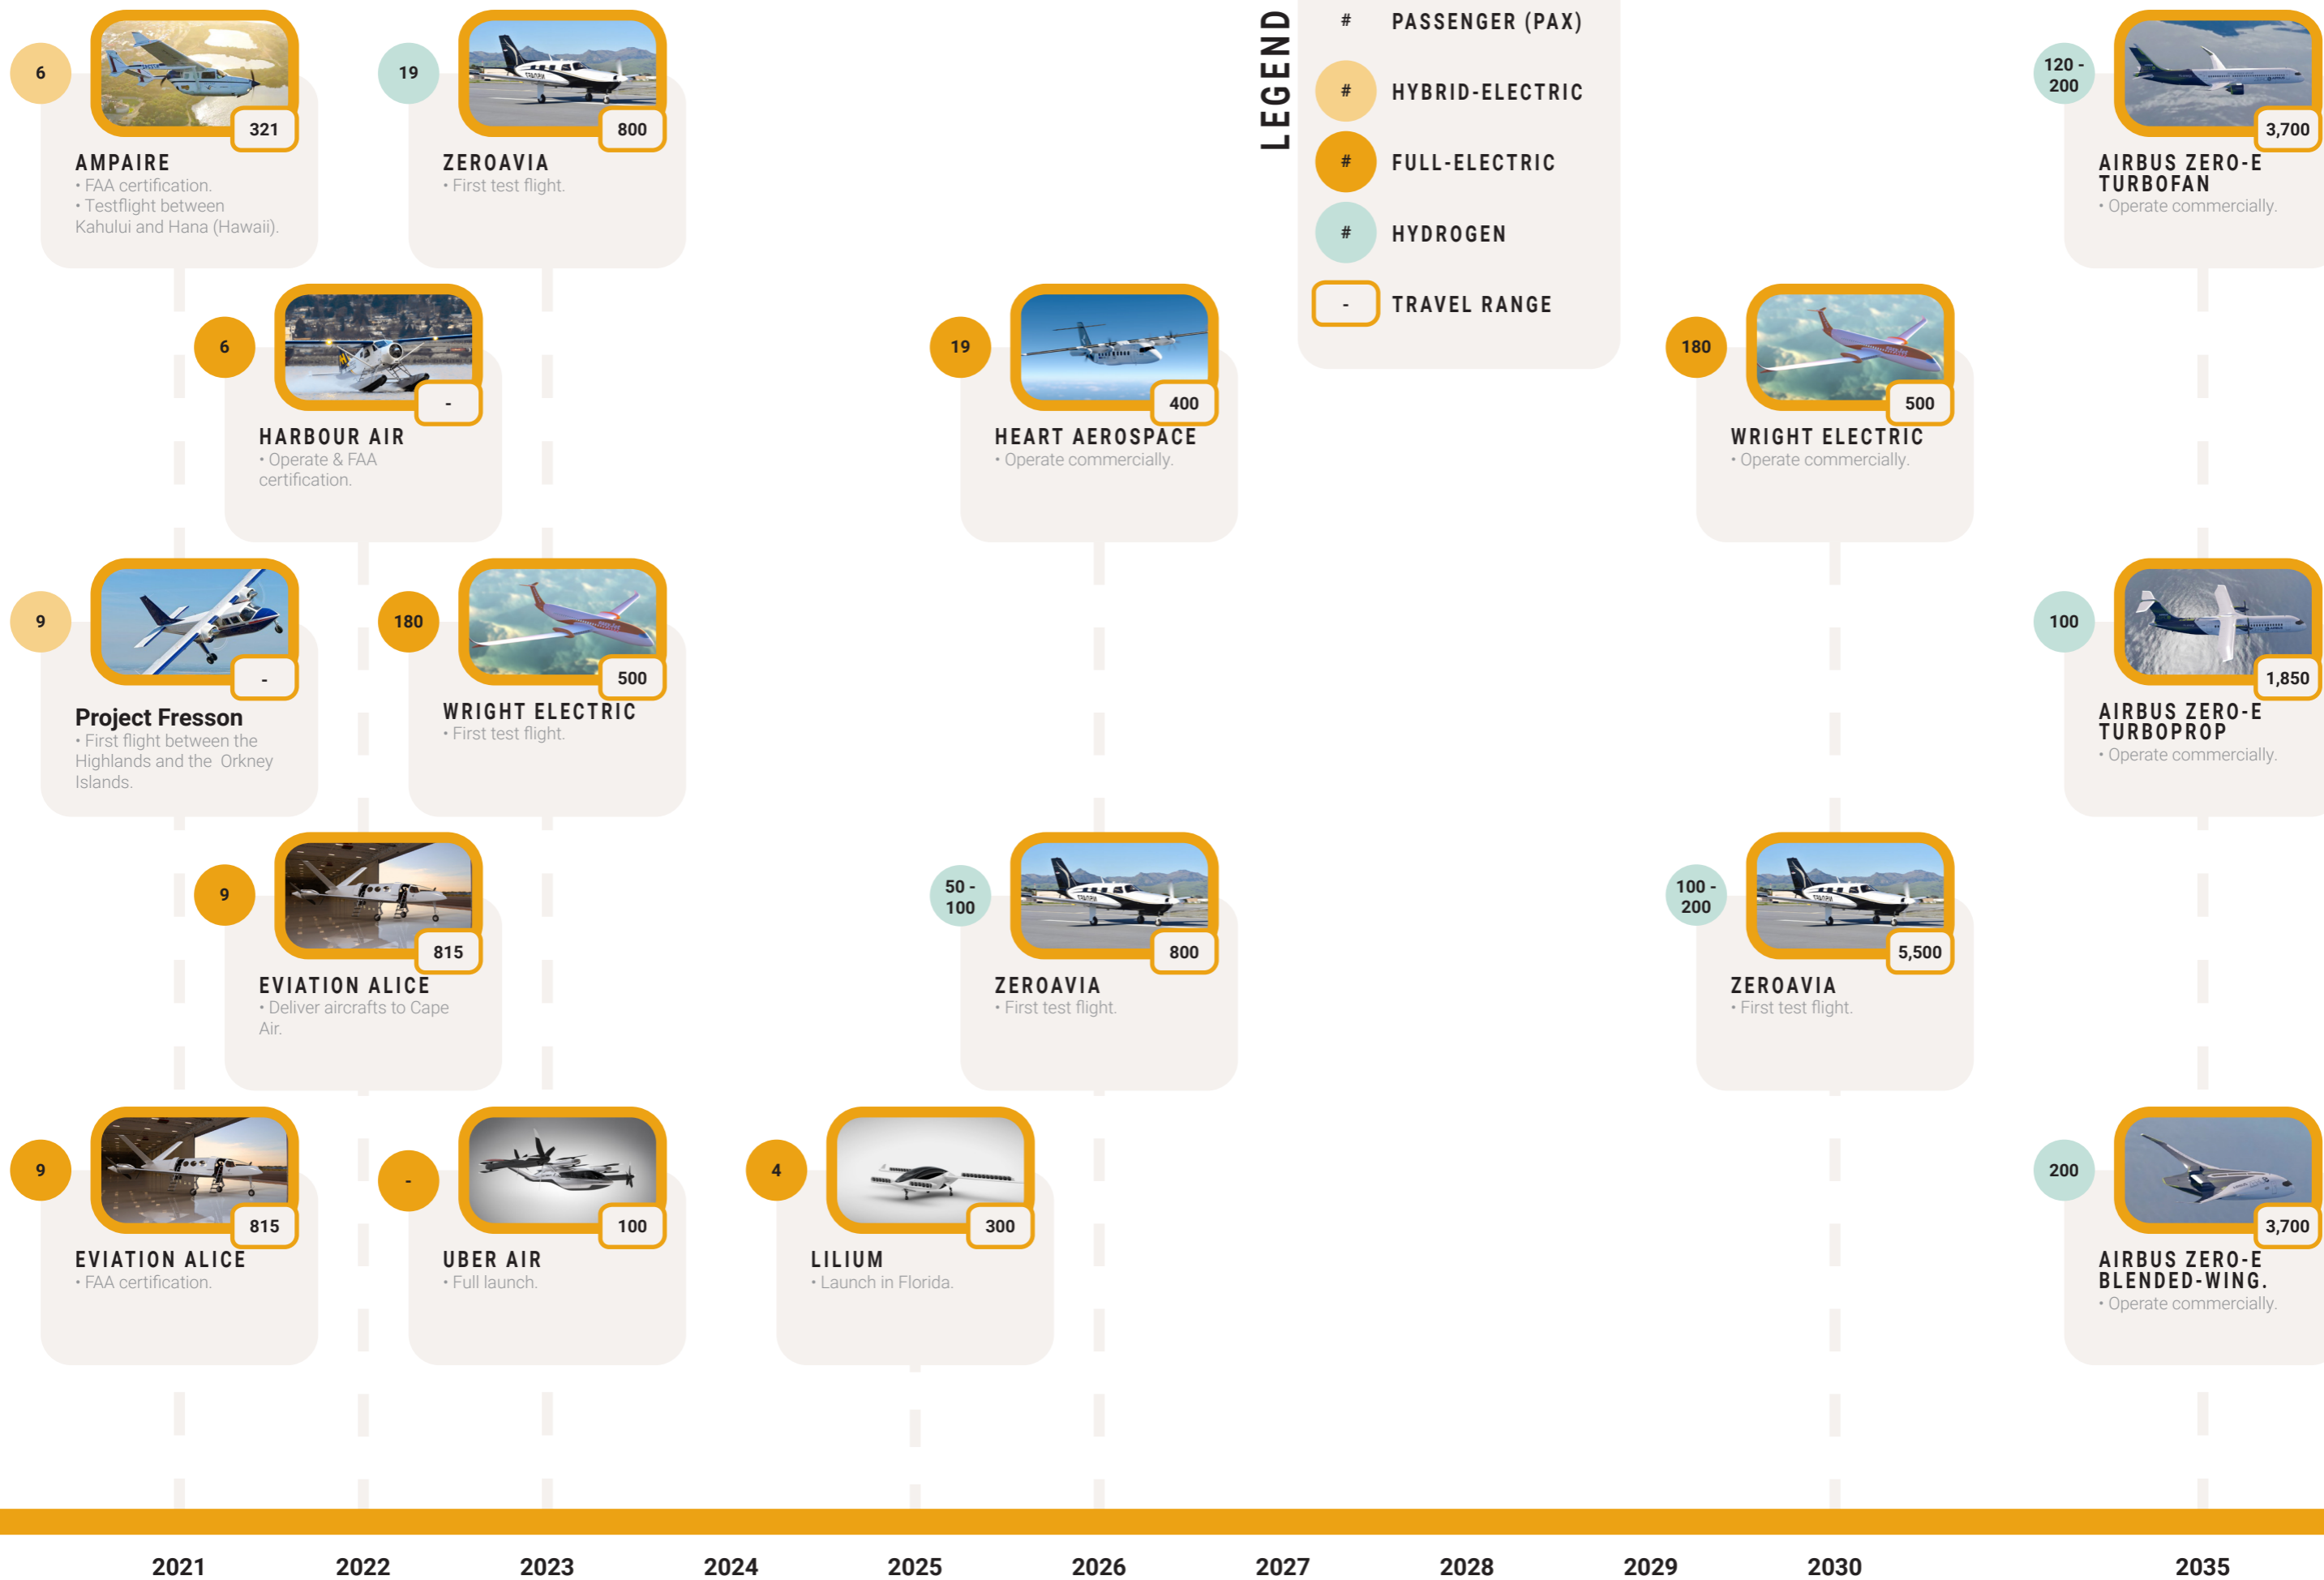 LEGEND
# PASSENGER (PAX)
# HYBRID-ELECTRIC
# FULL-ELECTRIC
# HYDROGEN
- TRAVEL RANGE
6
321
AMPAIRE
• FAA certification.
• Testflight between
Kahului and Hana (Hawaii).
19
800
ZEROAVIA
• First test flight.
120 -
200
3,700
AIRBUS ZERO-E
TURBOFAN
• Operate commercially.
6
-
HARBOUR AIR
• Operate & FAA
certification.
19
400
HEART AEROSPACE
• Operate commercially.
180
500
WRIGHT ELECTRIC
• Operate commercially.
9
-
Project Fresson
• First flight between the
Highlands and the Orkney
Islands.
180
500
WRIGHT ELECTRIC
• First test flight.
100
1,850
AIRBUS ZERO-E
TURBOPROP
• Operate commercially.
9
815
EVIATION ALICE
• Deliver aircrafts to Cape
Air.
50 -
100
800
ZEROAVIA
• First test flight.
100 -
200
5,500
ZEROAVIA
• First test flight.
9
815
EVIATION ALICE
• FAA certification.
-
100
UBER AIR
• Full launch.
4
300
LILIUM
• Launch in Florida.
200
3,700
AIRBUS ZERO-E
BLENDED-WING.
• Operate commercially.
2021 2022 2023 2024 2025 2026 2027 2028 2029 2030 2035